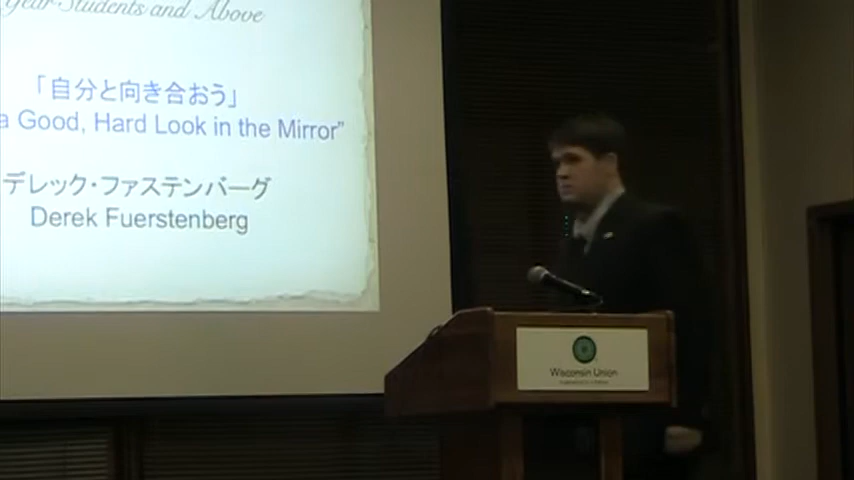 Year Students and Above
「自分と向き合おう」
a Good, Hard Look in the Mirror”
デレック・ファステンバーグ
Derek Fuerstenberg
Wisconsin Union